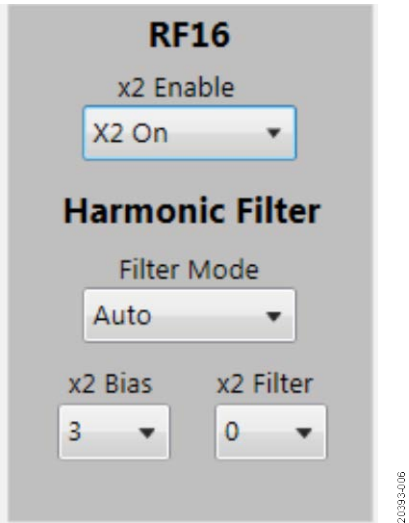 RF16
x2 Enable
X2 On
Harmonic Filter
Filter Mode
Auto
x2 Bias x2 Filter
3 0
20393-006